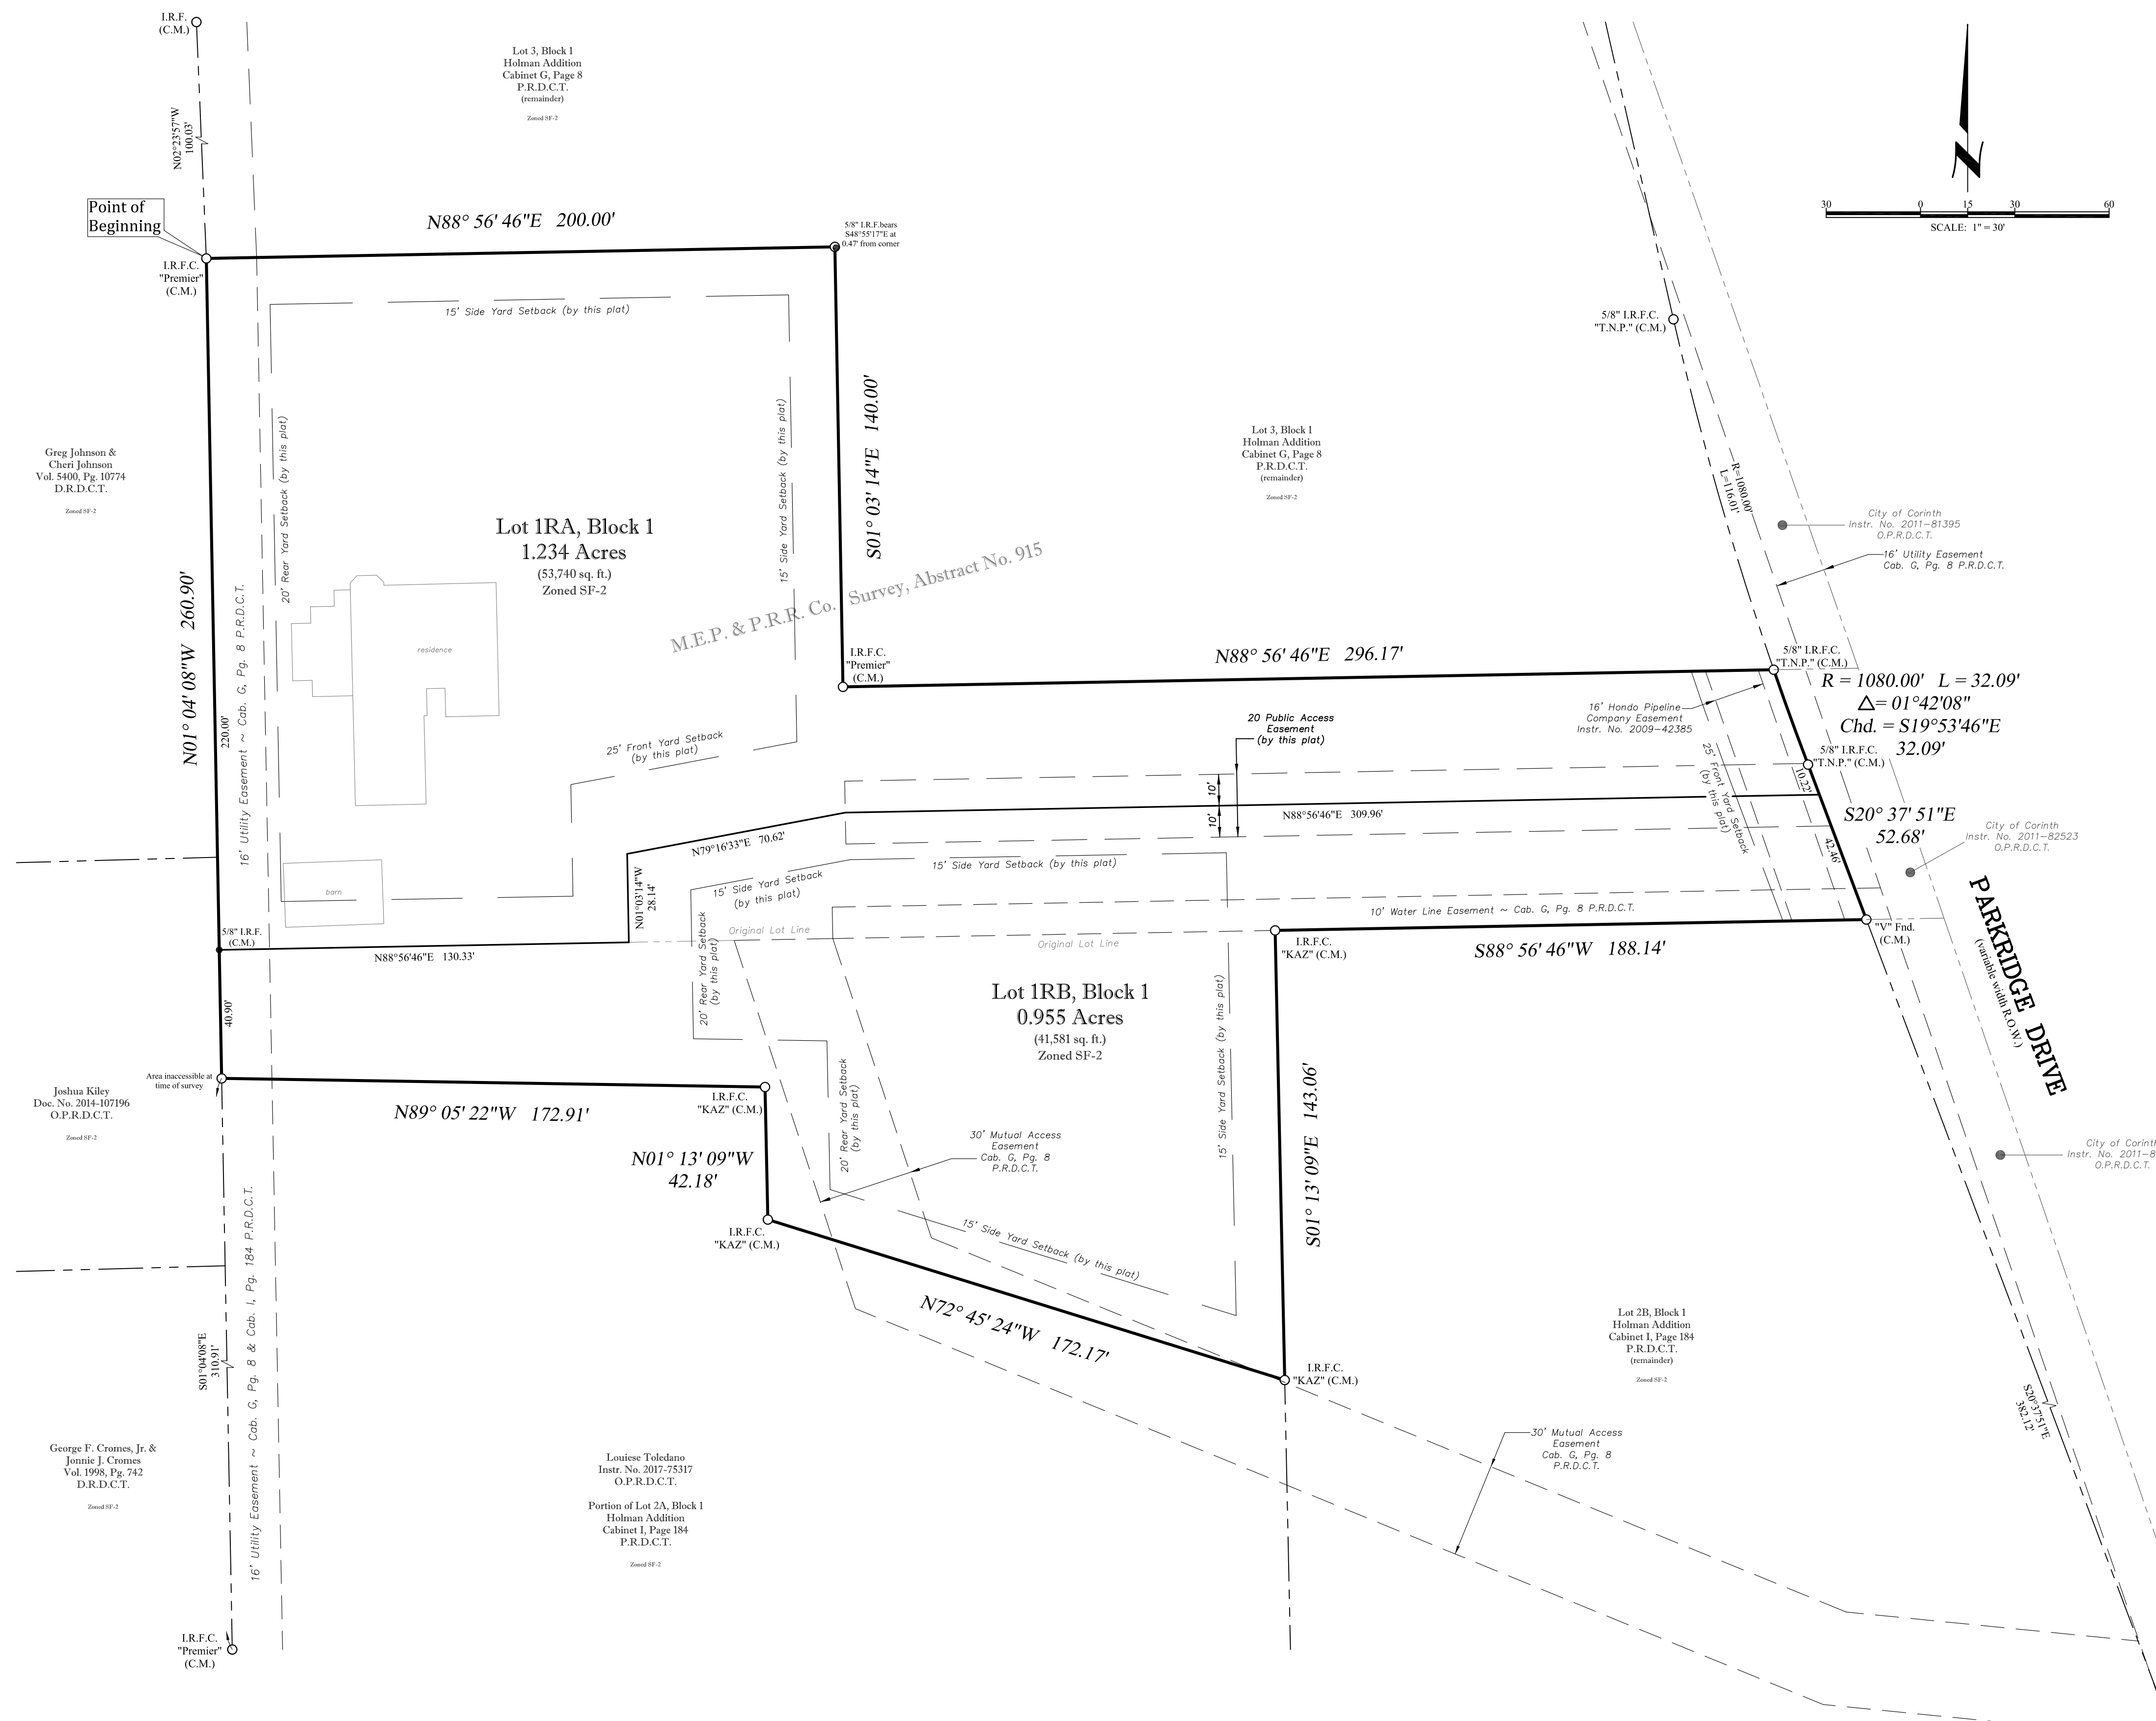 I.R.F.
(C.M.)
Lot 3, Block 1
Holman Addition
Cabinet G, Page 8
P.R.D.C.T.
(remainder)
Zoned SF-2
N02°23'57"W
100.03'
Point of
Beginning
N88° 56' 46"E 200.00'
5/8" I.R.F.bears
S48°55'17"E at
0.47' from corner
N
30 0 15 30 60
SCALE: 1" = 30'
I.R.F.C.
"Premier"
(C.M.)
15' Side Yard Setback (by this plat)
5/8" I.R.F.C.
"T.N.P." (C.M.)
Greg Johnson &
Cheri Johnson
Vol. 5400, Pg. 10774
D.R.D.C.T.
Zoned SF-2
20' Rear Yard Setback (by this plat)
15' Side Yard Setback (by this plat)
S01° 03' 14"E 140.00'
Lot 3, Block 1
Holman Addition
Cabinet G, Page 8
P.R.D.C.T.
(remainder)
Zoned SF-2
R=1080.00'
L=116.01'
City of Corinth
Instr. No. 2011-81395
O.P.R.D.C.T.
16' Utility Easement
Cab. G, Pg. 8 P.R.D.C.T.
Lot 1RA, Block 1
1.234 Acres
(53,740 sq. ft.)
Zoned SF-2
M.E.P. & P.R.R. Co. Survey, Abstract No. 915
N01° 04' 08"W 260.90'
220.00'
16' Utility Easement ~ Cab. G, Pg. 8 P.R.D.C.T.
residence
I.R.F.C.
"Premier"
(C.M.)
N88° 56' 46"E 296.17'
5/8" I.R.F.C.
"T.N.P." (C.M.)
R = 1080.00' L = 32.09'
△= 01°42'08"
Chd. = S19°53'46"E
32.09'
16' Hondo Pipeline
Company Easement
Instr. No. 2009-42385
20 Public Access
Easement
(by this plat)
25' Front Yard Setback
(by this plat)
25' Front Yard Setback
(by this plat)
5/8" I.R.F.C.
"T.N.P." (C.M.)
10.22'
10'
10'
N88°56'46"E 309.96'
S20° 37' 51"E
52.68'
City of Corinth
Instr. No. 2011-82523
O.P.R.D.C.T.
42.46'
N79°16'33"E 70.62'
15' Side Yard Setback (by this plat)
15' Side Yard Setback
(by this plat)
barn
N01°03'14"W
28.14'
10' Water Line Easement ~ Cab. G, Pg. 8 P.R.D.C.T.
5/8" I.R.F.
(C.M.)
N88°56'46"E 130.33'
Original Lot Line
Original Lot Line
I.R.F.C.
"KAZ" (C.M.)
S88° 56' 46"W 188.14'
"V" Fnd.
(C.M.)
PARKRIDGE DRIVE
(variable width R.O.W.)
20' Rear Yard Setback
(by this plat)
Lot 1RB, Block 1
0.955 Acres
(41,581 sq. ft.)
Zoned SF-2
15' Side Yard Setback (by this plat)
40.90'
Area inaccessible at
time of survey
Joshua Kiley
Doc. No. 2014-107196
O.P.R.D.C.T.
Zoned SF-2
N89° 05' 22"W 172.91'
I.R.F.C.
"KAZ" (C.M.)
20' Rear Yard Setback
(by this plat)
30' Mutual Access
Easement
Cab. G, Pg. 8
P.R.D.C.T.
S01° 13' 09"E 143.06'
City of Corinth
Instr. No. 2011-8
O.P.R.D.C.T.
N01° 13' 09"W
42.18'
I.R.F.C.
"KAZ" (C.M.)
15' Side Yard Setback (by this plat)
N72° 45' 24"W 172.17'
I.R.F.C.
"KAZ" (C.M.)
Lot 2B, Block 1
Holman Addition
Cabinet I, Page 184
P.R.D.C.T.
(remainder)
Zoned SF-2
S01°04'08"E
310.91'
16' Utility Easement ~ Cab. G, Pg. 8 & Cab. I, Pg. 184 P.R.D.C.T.
S20°37'51"E
382.12'
30' Mutual Access
Easement
Cab. G, Pg. 8
P.R.D.C.T.
George F. Cromes, Jr. &
Jonnie J. Cromes
Vol. 1998, Pg. 742
D.R.D.C.T.
Zoned SF-2
Louiese Toledano
Instr. No. 2017-75317
O.P.R.D.C.T.
Portion of Lot 2A, Block 1
Holman Addition
Cabinet I, Page 184
P.R.D.C.T.
Zoned SF-2
I.R.F.C.
"Premier"
(C.M.)